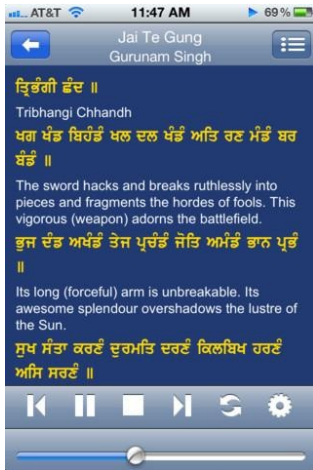 AT&T 11:47 AM 69%
Jai Te Gung
Gurunam Singh
ਤ੍ਰਿਭੰਗੀ ਛੰਦ ॥
Tribhangi Chhandh
ਖਗ ਖੰਡ ਬਿਹੰਡੰ ਖਲ ਦਲ ਖੰਡੰ ਅਤਿ ਰਣ ਮੰਡੰ ਬਰ
ਬੰਡੰ ॥
The sword hacks and breaks ruthlessly into
pieces and fragments the hordes of fools. This
vigorous (weapon) adorns the battlefield.
ਭੁਜ ਦੰਡ ਅਖੰਡੰ ਤੇਜ ਪ੍ਰਚੰਡੰ ਜੋਤਿ ਅਮੰਡੰ ਭਾਨ ਪ੍ਰਭੰ
॥
Its long (forceful) arm is unbreakable. Its
awesome splendour overshadows the lustre of
the Sun.
ਸੁਖ ਸੰਤਾ ਕਰਣੰ ਦੁਰਮਤਿ ਦਰਣੰ ਕਿਲਬਿਖ ਹਰਣੰ
ਅਸਿ ਸਰਣੰ ॥